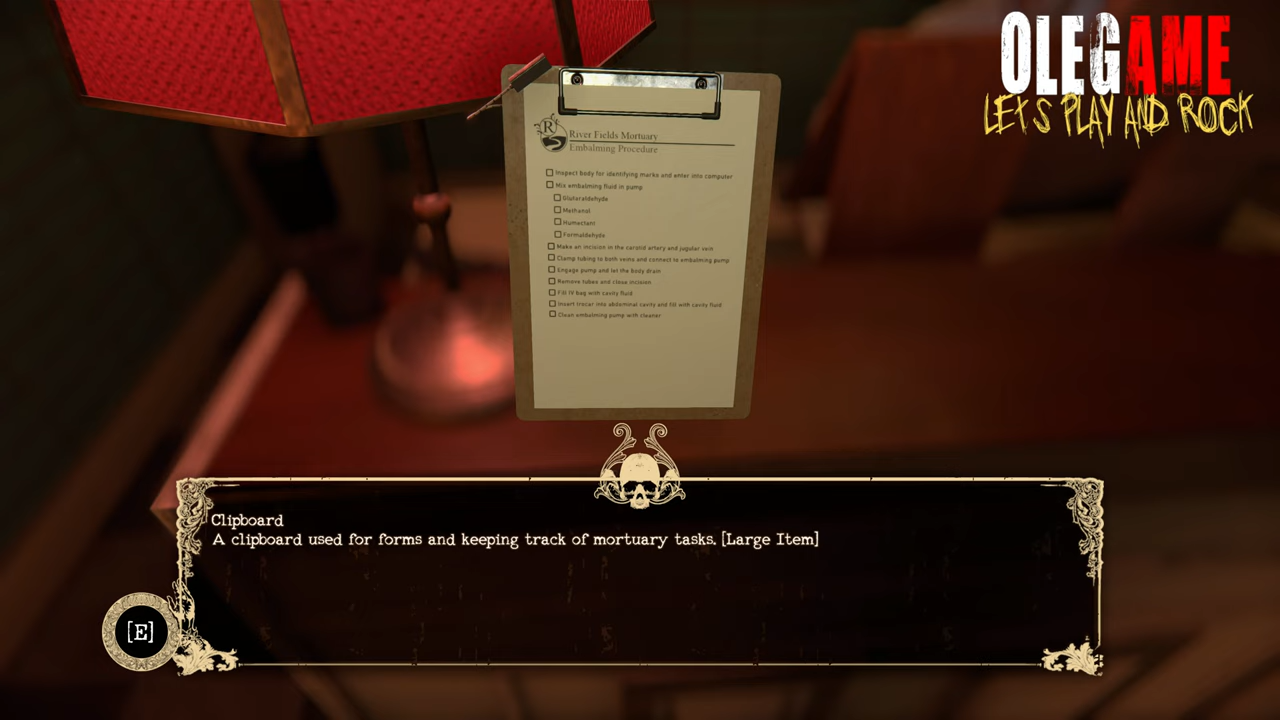 OLEGAME
LET'S PLAY AND ROCK
R
River Fields Mortuary
Embalming Procedure
Inspect body for identifying marks and enter into computer
Mix embalming fluid in pump
Glutaraldehyde
Methanol
Humectant
Formaldehyde
Make an incision in the carotid artery and jugular vein
Clamp tubing to both veins and connect to embalming pump
Engage pump and let the body drain
Remove tubes and close incision
Fill IV bag with cavity fluid
Insert trocar into abdominal cavity and fill with cavity fluid
Clean embalming pump with cleaner
Clipboard
A clipboard used for forms and keeping track of mortuary tasks. [Large Item]
[E]